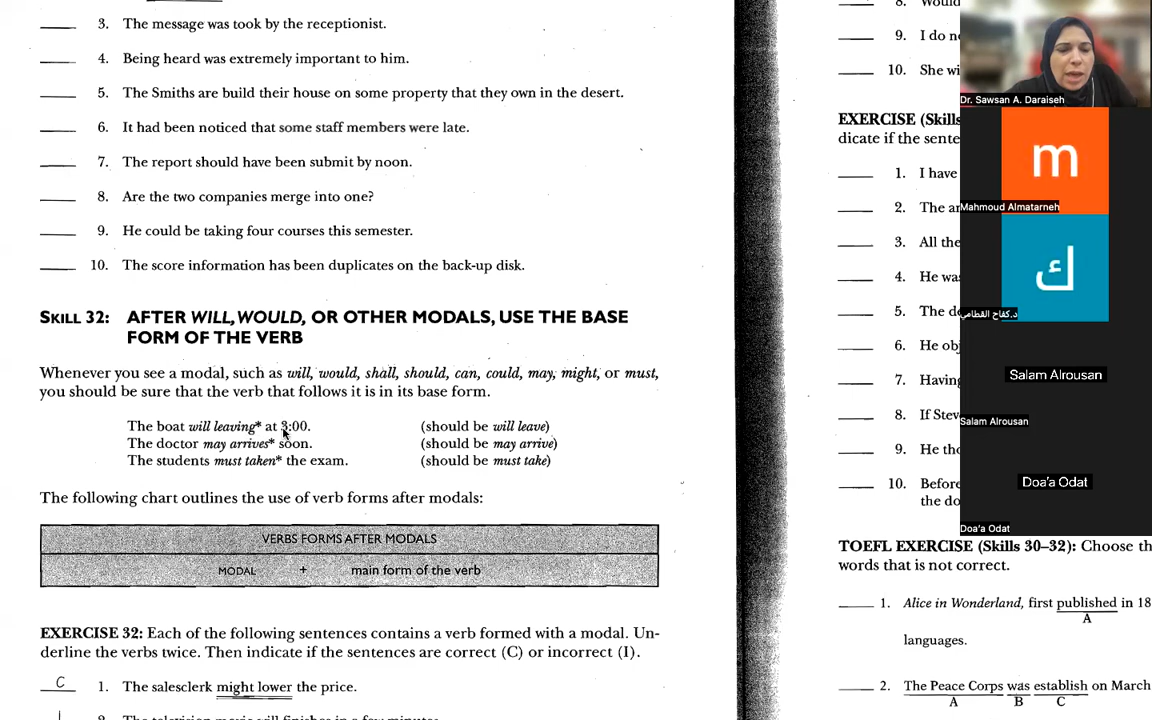 3. The message was took by the receptionist.
4. Being heard was extremely important to him.
5. The Smiths are build their house on some property that they own in the desert.
6. It had been noticed that some staff members were late.
7. The report should have been submit by noon.
8. Are the two companies merge into one?
9. He could be taking four courses this semester.
10. The score information has been duplicates on the back-up disk.
SKILL 32: AFTER WILL, WOULD, OR OTHER MODALS, USE THE BASE
FORM OF THE VERB
Whenever you see a modal, such as will, would, shall, should, can, could, may, might, or must,
you should be sure that the verb that follows it is in its base form.
The boat will leaving* at 3:00. (should be will leave)
The doctor may arrives* soon. (should be may arrive)
The students must taken* the exam. (should be must take)
The following chart outlines the use of verb forms after modals:
VERBS FORMS AFTER MODALS
MODAL + main form of the verb
EXERCISE 32: Each of the following sentences contains a verb formed with a modal. Un-
derline the verbs twice. Then indicate if the sentences are correct (C) or incorrect (I).
C 1. The salesclerk might lower the price.
I 2. The television movie will finishes in a few minutes.
8. Would
9. I do
10. She
EXERCISE (Skills
dicate if the
1. I have
2. The
3. All the
4. He
5. The
6. He
7. Having
8. If
9. He
10. Before
the
TOEFL EXERCISE (Skills 30–32): Choose
words that is not correct.
1. Alice in Wonderland, first published in 18
A
languages.
2. The Peace Corps was establish on March
A B C
Dr. Sawsan A. Daraiseh
m
Mahmoud Almatarneh
ك
د.كفاح القطامي
Salam Alrousan
Salam Alrousan
Doa'a Odat
Doa'a Odat